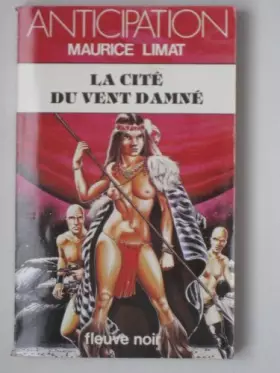 ANTICIPATION
MAURICE LIMAT
LA CITÉ
DU VENT DAMNÉ
fleuve noir